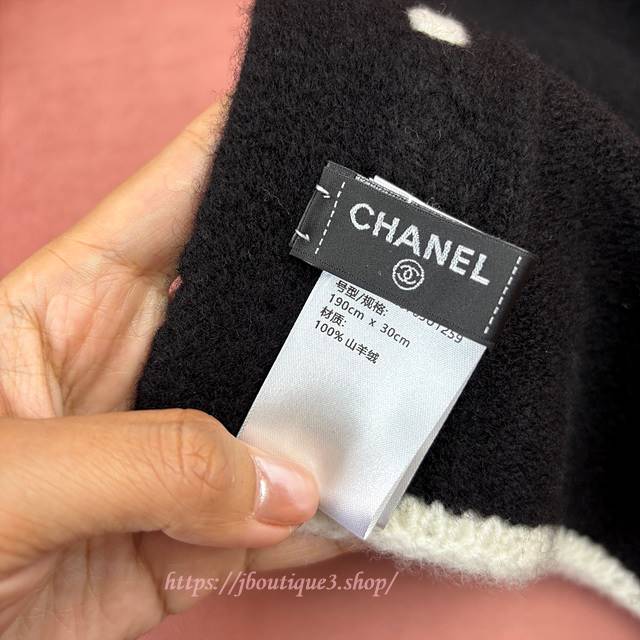 CHANEL
号型/规格:
190cm x 30cm
材质:
100% 山羊绒
https://jboutique3.shop/